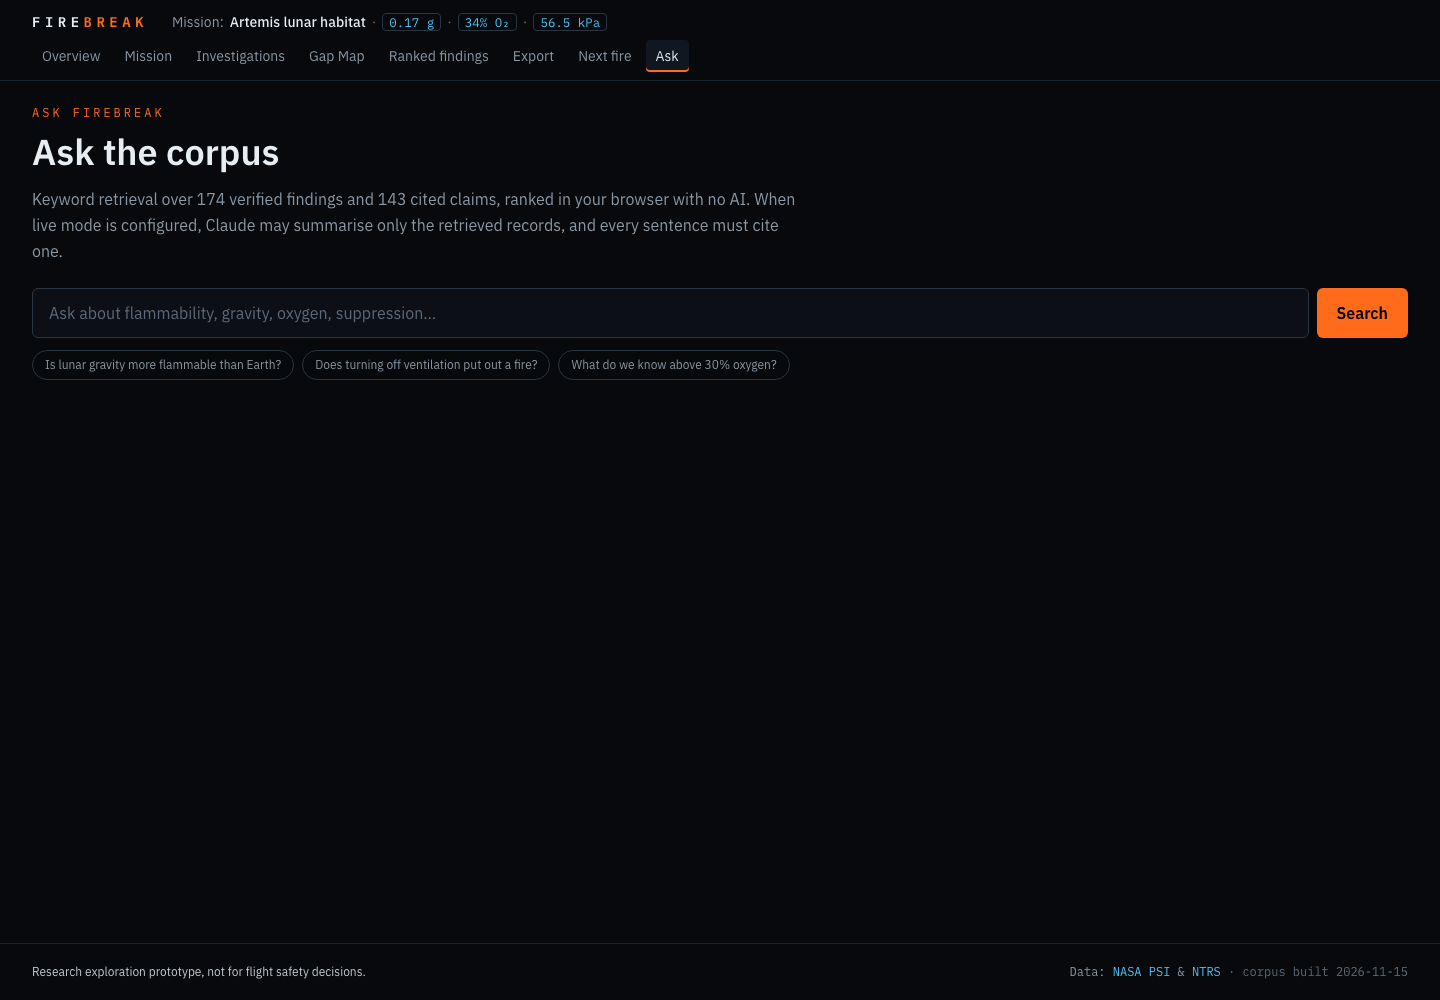 FIREBREAK Mission: Artemis lunar habitat · 0.17 g · 34% O₂ · 56.5 kPa
Overview Mission Investigations Gap Map Ranked findings Export Next fire Ask
ASK FIREBREAK
Ask the corpus
Keyword retrieval over 174 verified findings and 143 cited claims, ranked in your browser with no AI. When
live mode is configured, Claude may summarise only the retrieved records, and every sentence must cite
one.
Ask about flammability, gravity, oxygen, suppression... Search
Is lunar gravity more flammable than Earth? Does turning off ventilation put out a fire? What do we know above 30% oxygen?
Research exploration prototype, not for flight safety decisions. Data: NASA PSI & NTRS · corpus built 2026-11-15